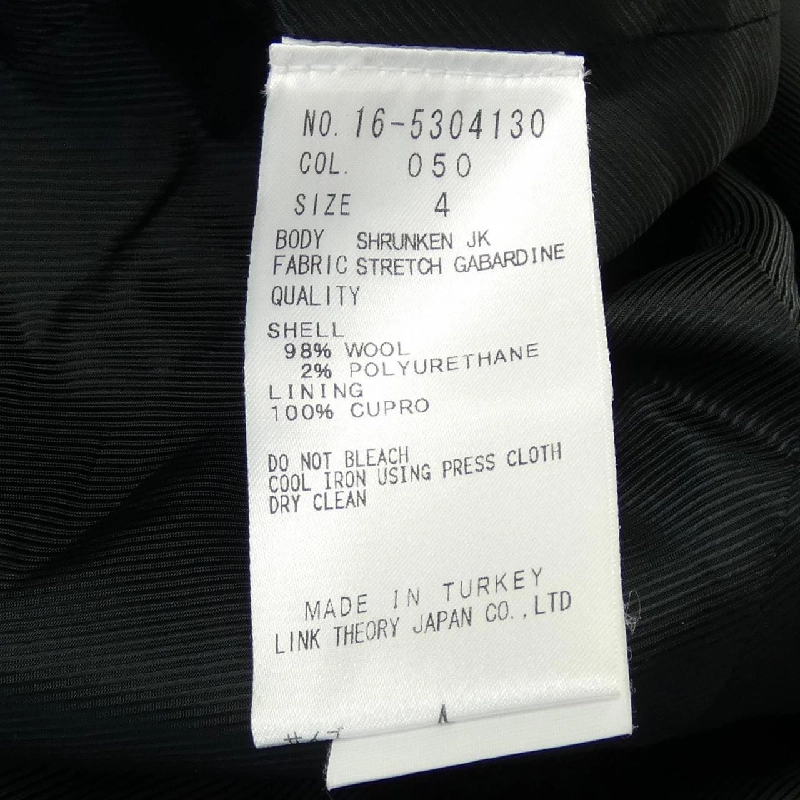 NO. 16-5304130
COL. 050
SIZE 4
BODY SHRUNKEN JK
FABRIC STRETCH GABARDINE
QUALITY
SHELL
98% WOOL
2% POLYURETHANE
LINING
100% CUPRO
DO NOT BLEACH
COOL IRON USING PRESS CLOTH
DRY CLEAN
MADE IN TURKEY
LINK THEORY JAPAN CO.,LTD